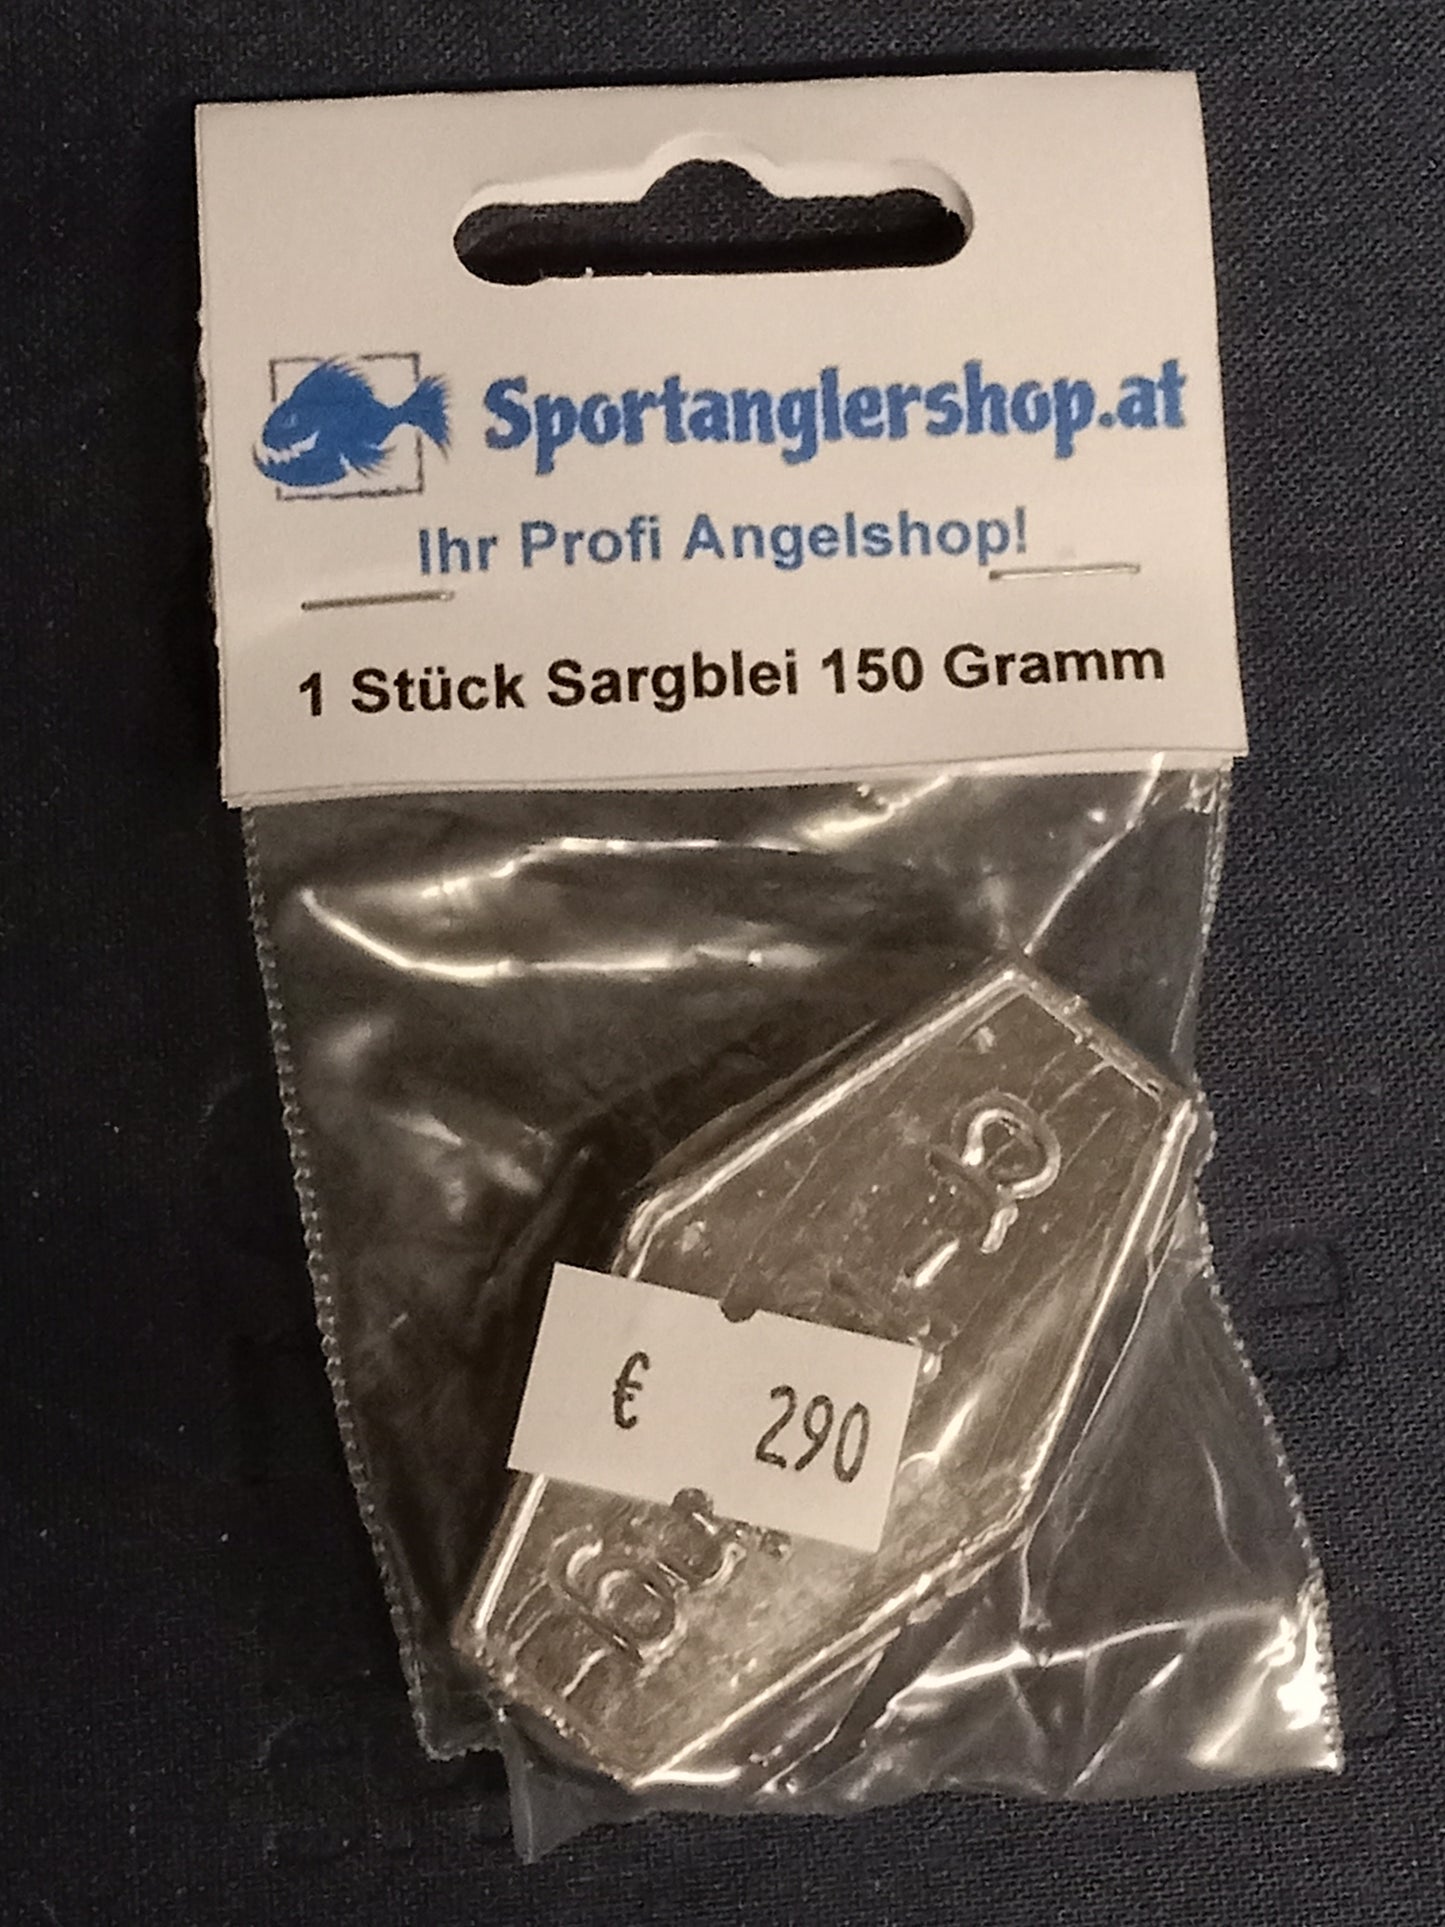 Sportanglershop.at
Ihr Profi Angelshop!
1 Stück Sargblei 150 Gramm
€ 290